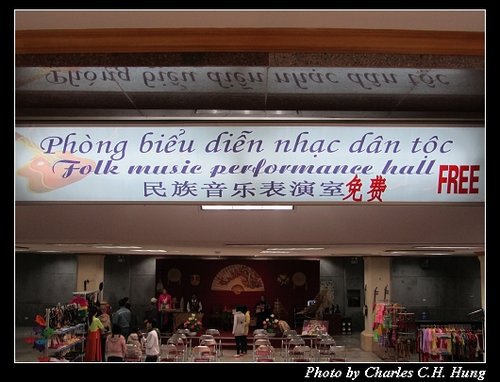 Phòng biểu diễn nhạc dân tộc
Phòng biểu diễn nhạc dân tộc
Folk music performance hall FREE
民族音乐表演室免费
Photo by Charles C.H. Hung